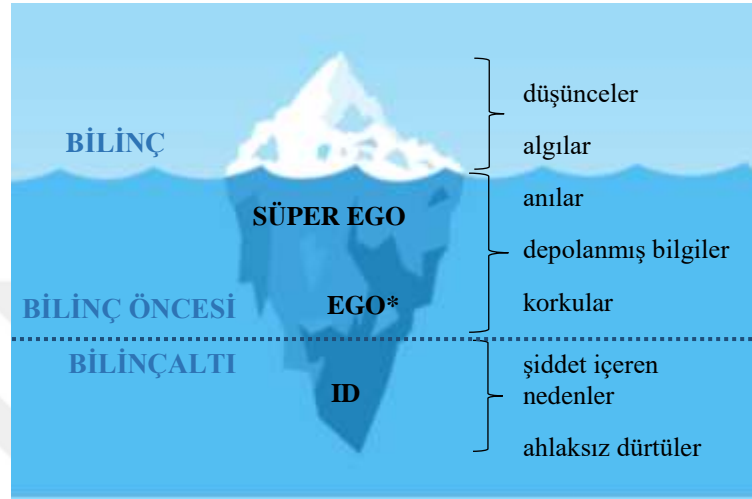 düşünceler
BİLİNÇ
algılar
anılar
SÜPER EGO
depolanmış bilgiler
BİLİNÇ ÖNCESİ
EGO*
korkular
BİLİNÇALTI
şiddet içeren
nedenler
ID
ahlaksız dürtüler